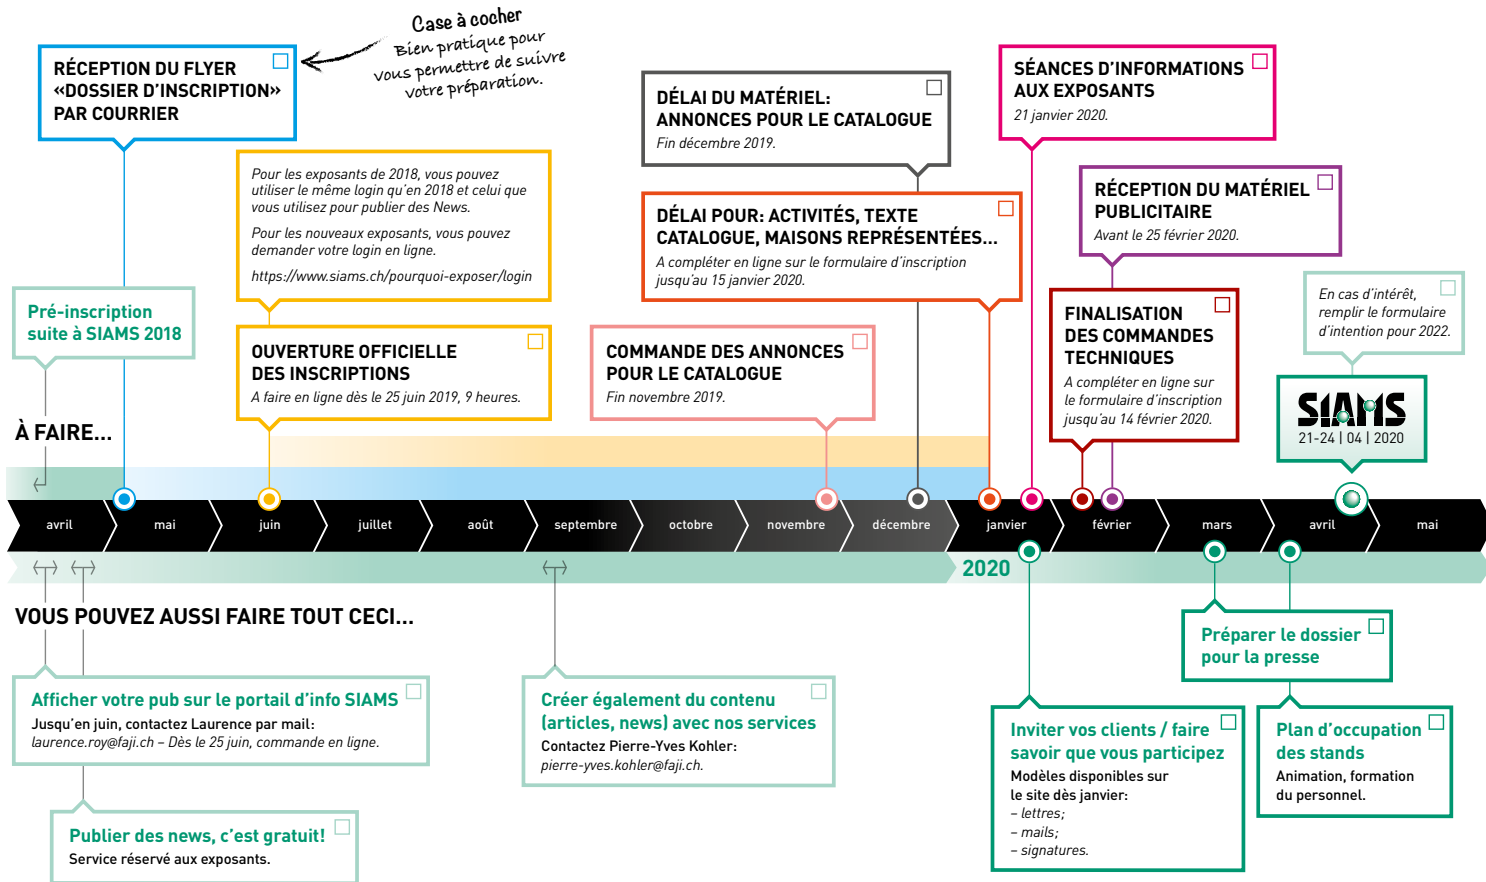 Case à cocher
Bien pratique pour
vous permettre de suivre
votre préparation.
RÉCEPTION DU FLYER
«DOSSIER D’INSCRIPTION»
PAR COURRIER
Pour les exposants de 2018, vous pouvez
utiliser le même login qu’en 2018 et celui que
vous utilisez pour publier des News.
Pour les nouveaux exposants, vous pouvez
demander votre login en ligne.
https://www.siams.ch/pourquoi-exposer/login
DÉLAI DU MATÉRIEL:
ANNONCES POUR LE CATALOGUE
Fin décembre 2019.
SÉANCES D’INFORMATIONS
AUX EXPOSANTS
21 janvier 2020.
DÉLAI POUR: ACTIVITÉS, TEXTE
CATALOGUE, MAISONS REPRÉSENTÉES...
A compléter en ligne sur le formulaire d’inscription
jusqu’au 15 janvier 2020.
RÉCEPTION DU MATÉRIEL
PUBLICITAIRE
Avant le 25 février 2020.
Pré-inscription
suite à SIAMS 2018
OUVERTURE OFFICIELLE
DES INSCRIPTIONS
A faire en ligne dès le 25 juin 2019, 9 heures.
COMMANDE DES ANNONCES
POUR LE CATALOGUE
Fin novembre 2019.
FINALISATION
DES COMMANDES
TECHNIQUES
A compléter en ligne sur
le formulaire d’inscription
jusqu’au 14 février 2020.
En cas d’intérêt,
remplir le formulaire
d’intention pour 2022.
SIAMS
21-24 | 04 | 2020
À FAIRE...
avril mai juin juillet août septembre octobre novembre décembre janvier février mars avril mai
2020
VOUS POUVEZ AUSSI FAIRE TOUT CECI...
Afficher votre pub sur le portail d’info SIAMS
Jusqu’en juin, contactez Laurence par mail:
laurence.roy@faji.ch – Dès le 25 juin, commande en ligne.
Publier des news, c’est gratuit!
Service réservé aux exposants.
Créer également du contenu
(articles, news) avec nos services
Contactez Pierre-Yves Kohler:
pierre-yves.kohler@faji.ch.
Préparer le dossier
pour la presse
Inviter vos clients / faire
savoir que vous participez
Modèles disponibles sur
le site dès janvier:
– lettres;
– mails;
– signatures.
Plan d’occupation
des stands
Animation, formation
du personnel.